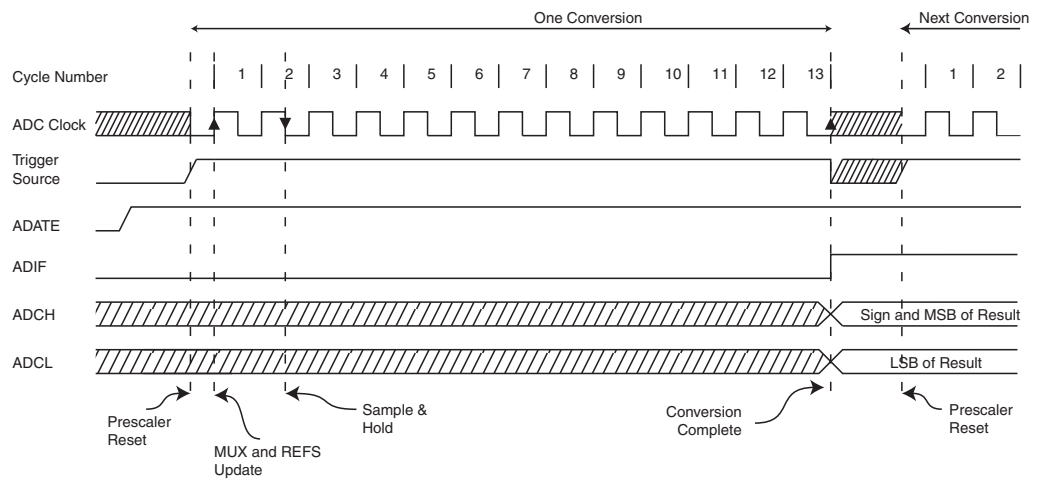 One Conversion
Next Conversion
Cycle Number
1 2 3 4 5 6 7 8 9 10 11 12 13 1 2
ADC Clock
Trigger
Source
ADATE
ADIF
ADCH
Sign and MSB of Result
ADCL
LSB of Result
Prescaler
Reset
MUX and REFS
Update
Sample &
Hold
Conversion
Complete
Prescaler
Reset